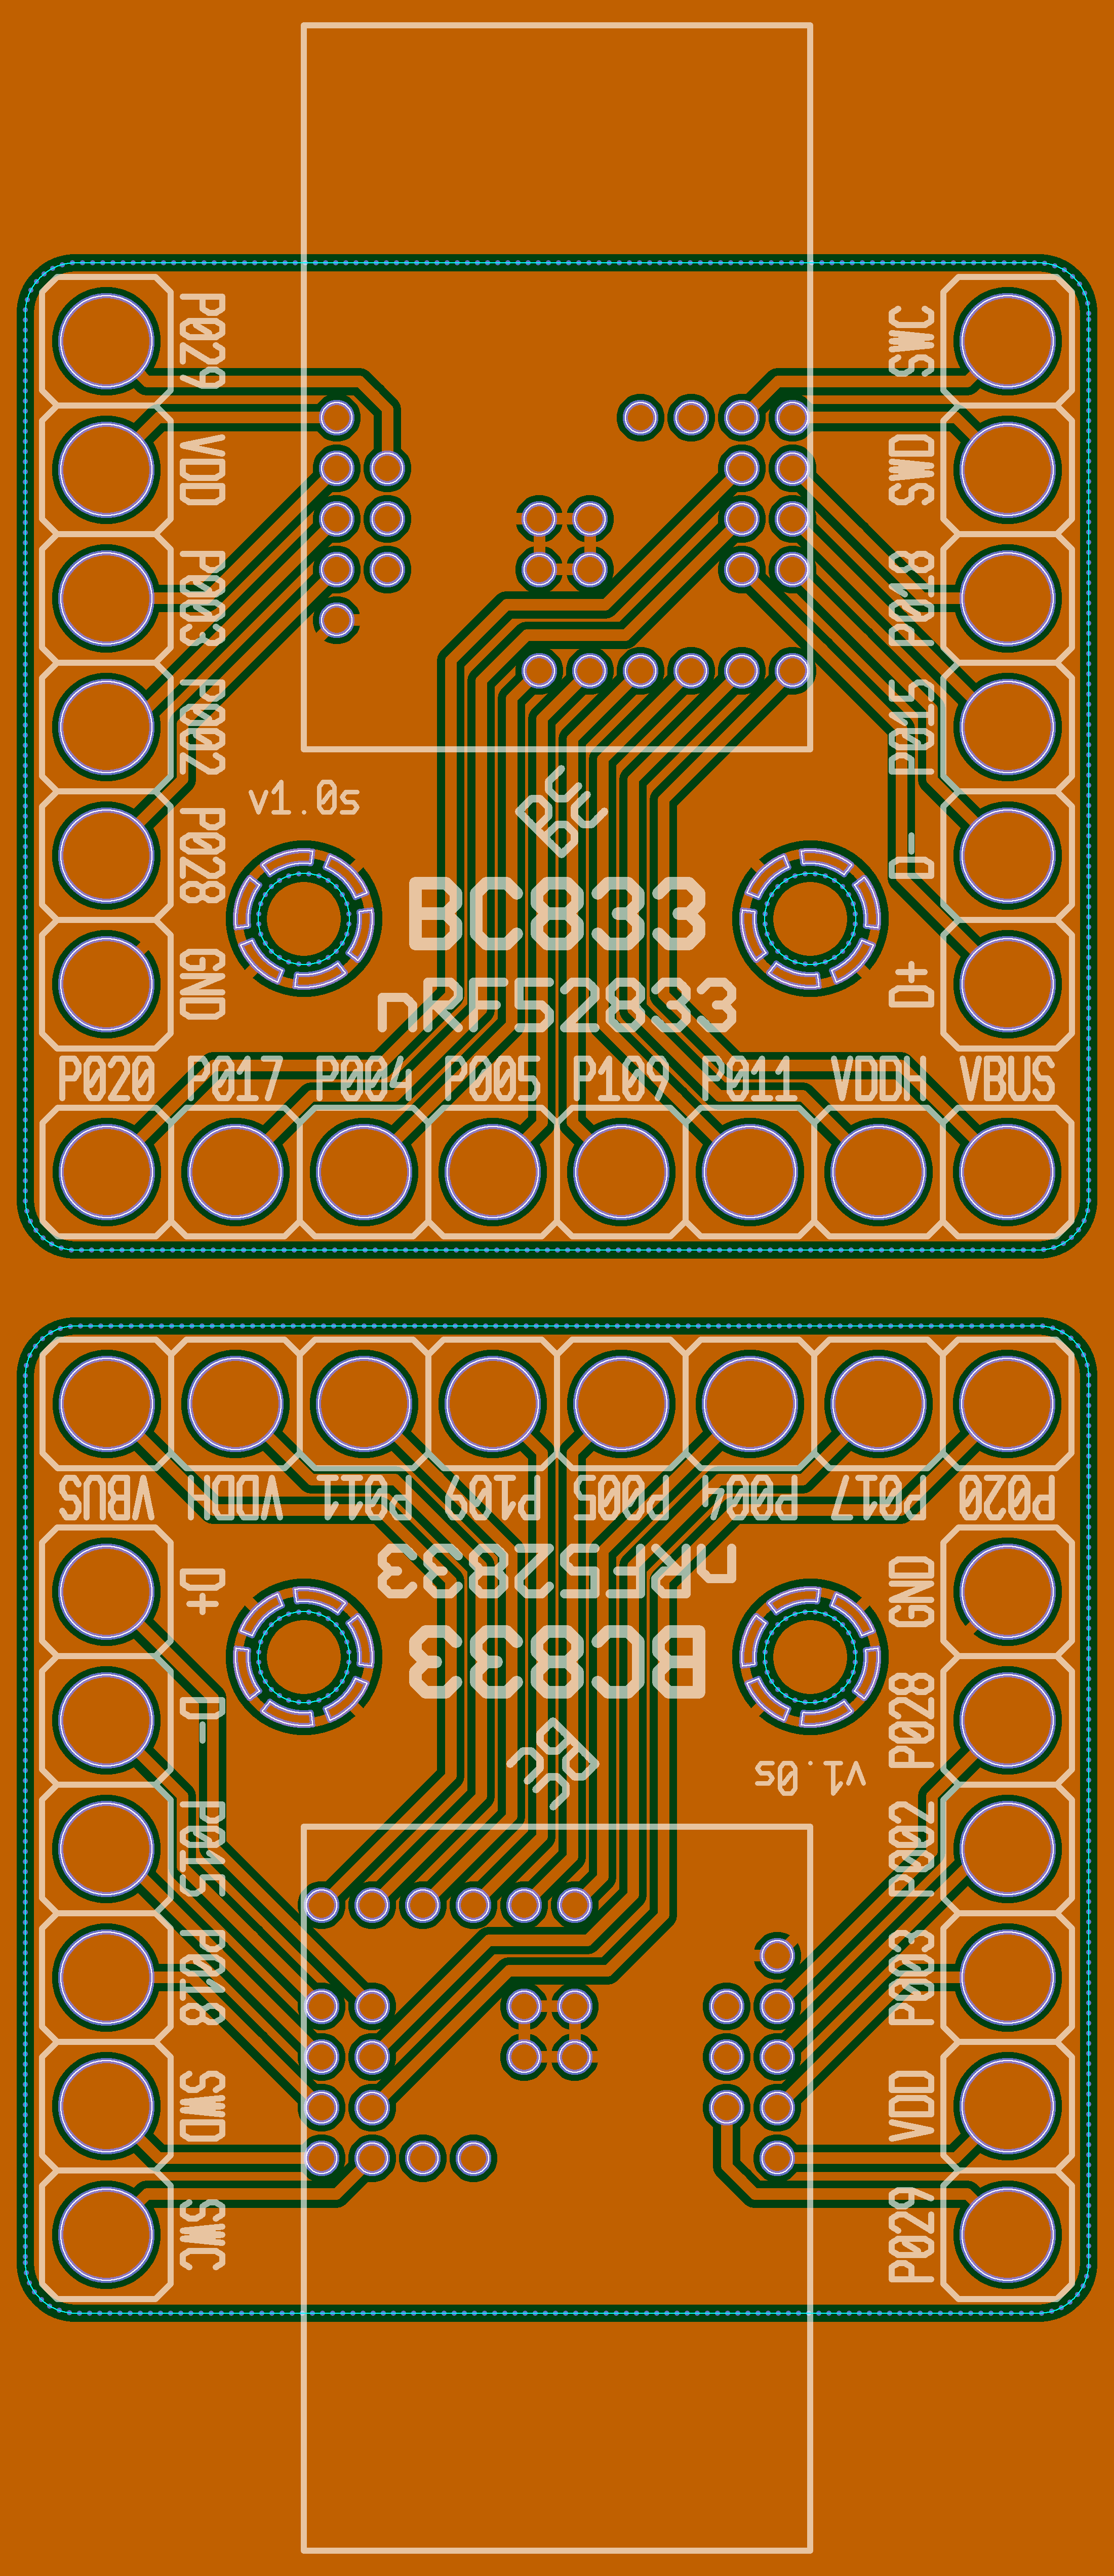 P029
VDD
P003
P002
P028
GND
SWC
SWD
P018
P015
D-
D+
v1.0s
BC
BC833
nRF52833
P020 P017 P004 P005 P109 P011 VDDH VBUS
P020 P017 P004 P005 P109 P011 VDDH VBUS
GND
P028
P002
P003
VDD
P029
D+
D-
P015
P018
SWD
SWC
nRF52833
BC833
BC
v1.0s